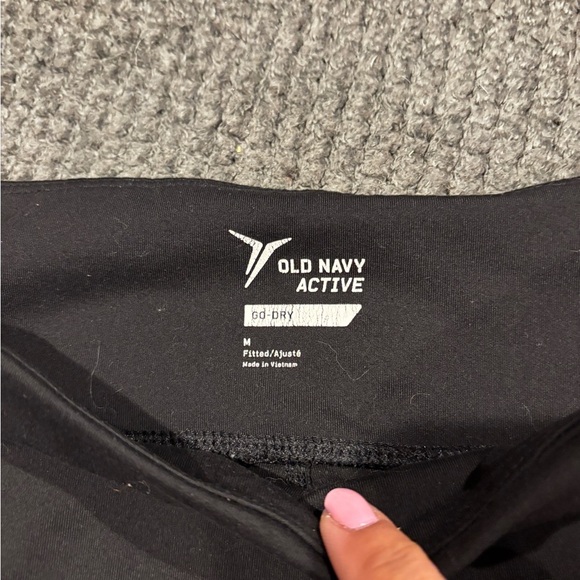 OLD NAVY
ACTIVE
GO-DRY
M
Fitted/Ajusté
Made in Vietnam